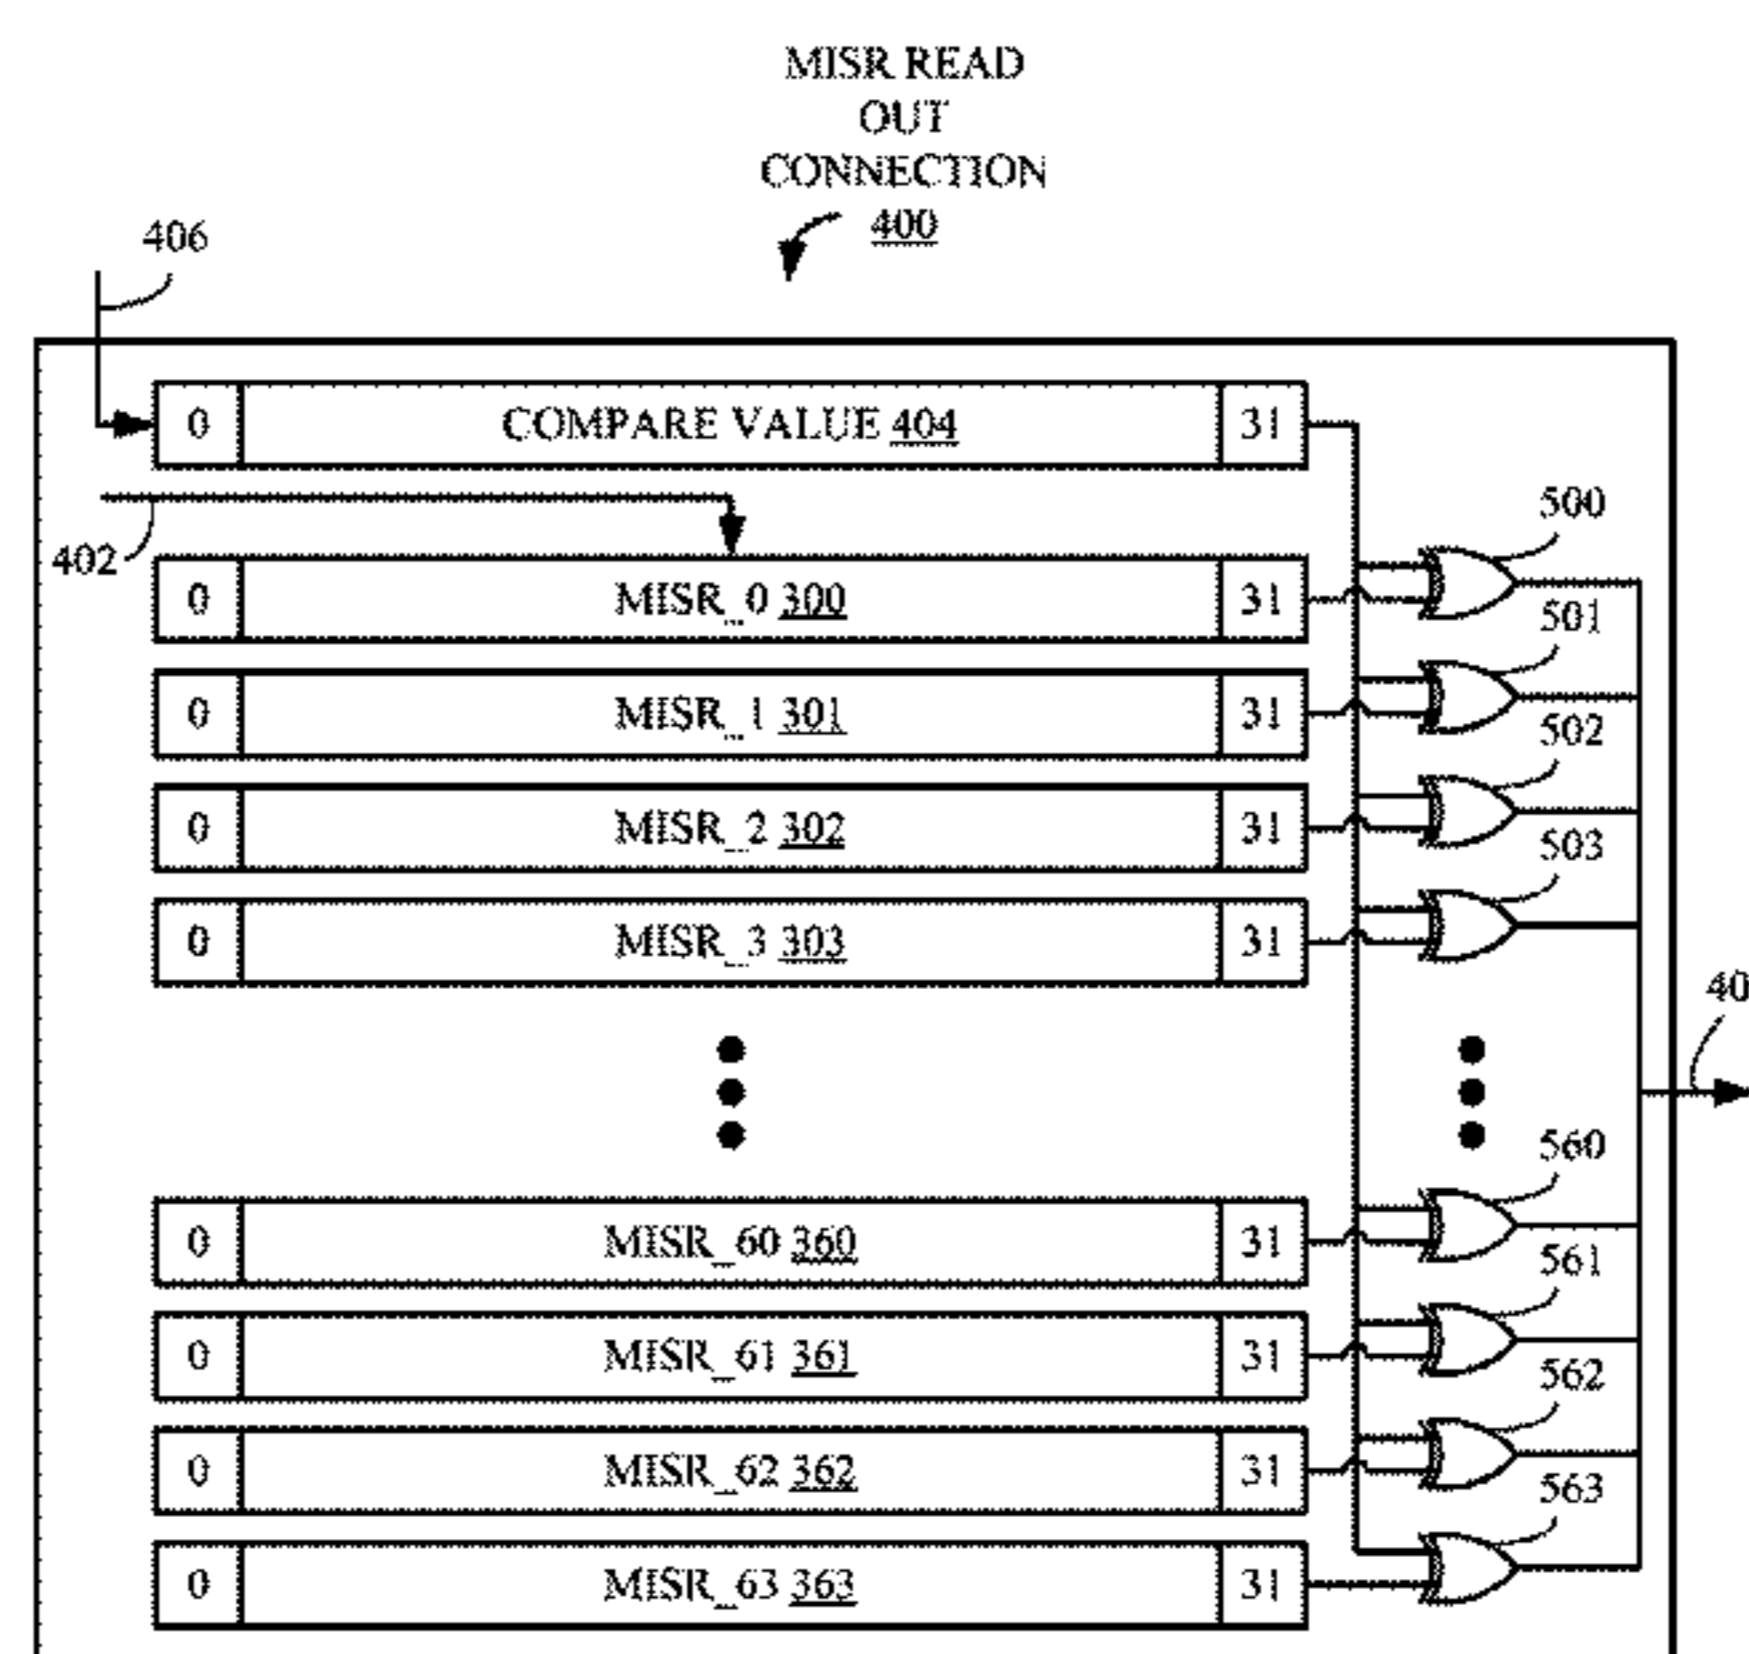 MISR READ
OUT
CONNECTION
400
406
0 COMPARE VALUE 404 31
402
500
0 MISR_0 300 31
501
0 MISR_1 301 31
502
0 MISR_2 302 31
503
0 MISR_3 303 31
40
560
0 MISR_60 360 31
561
0 MISR_61 361 31
562
0 MISR_62 362 31
563
0 MISR_63 363 31